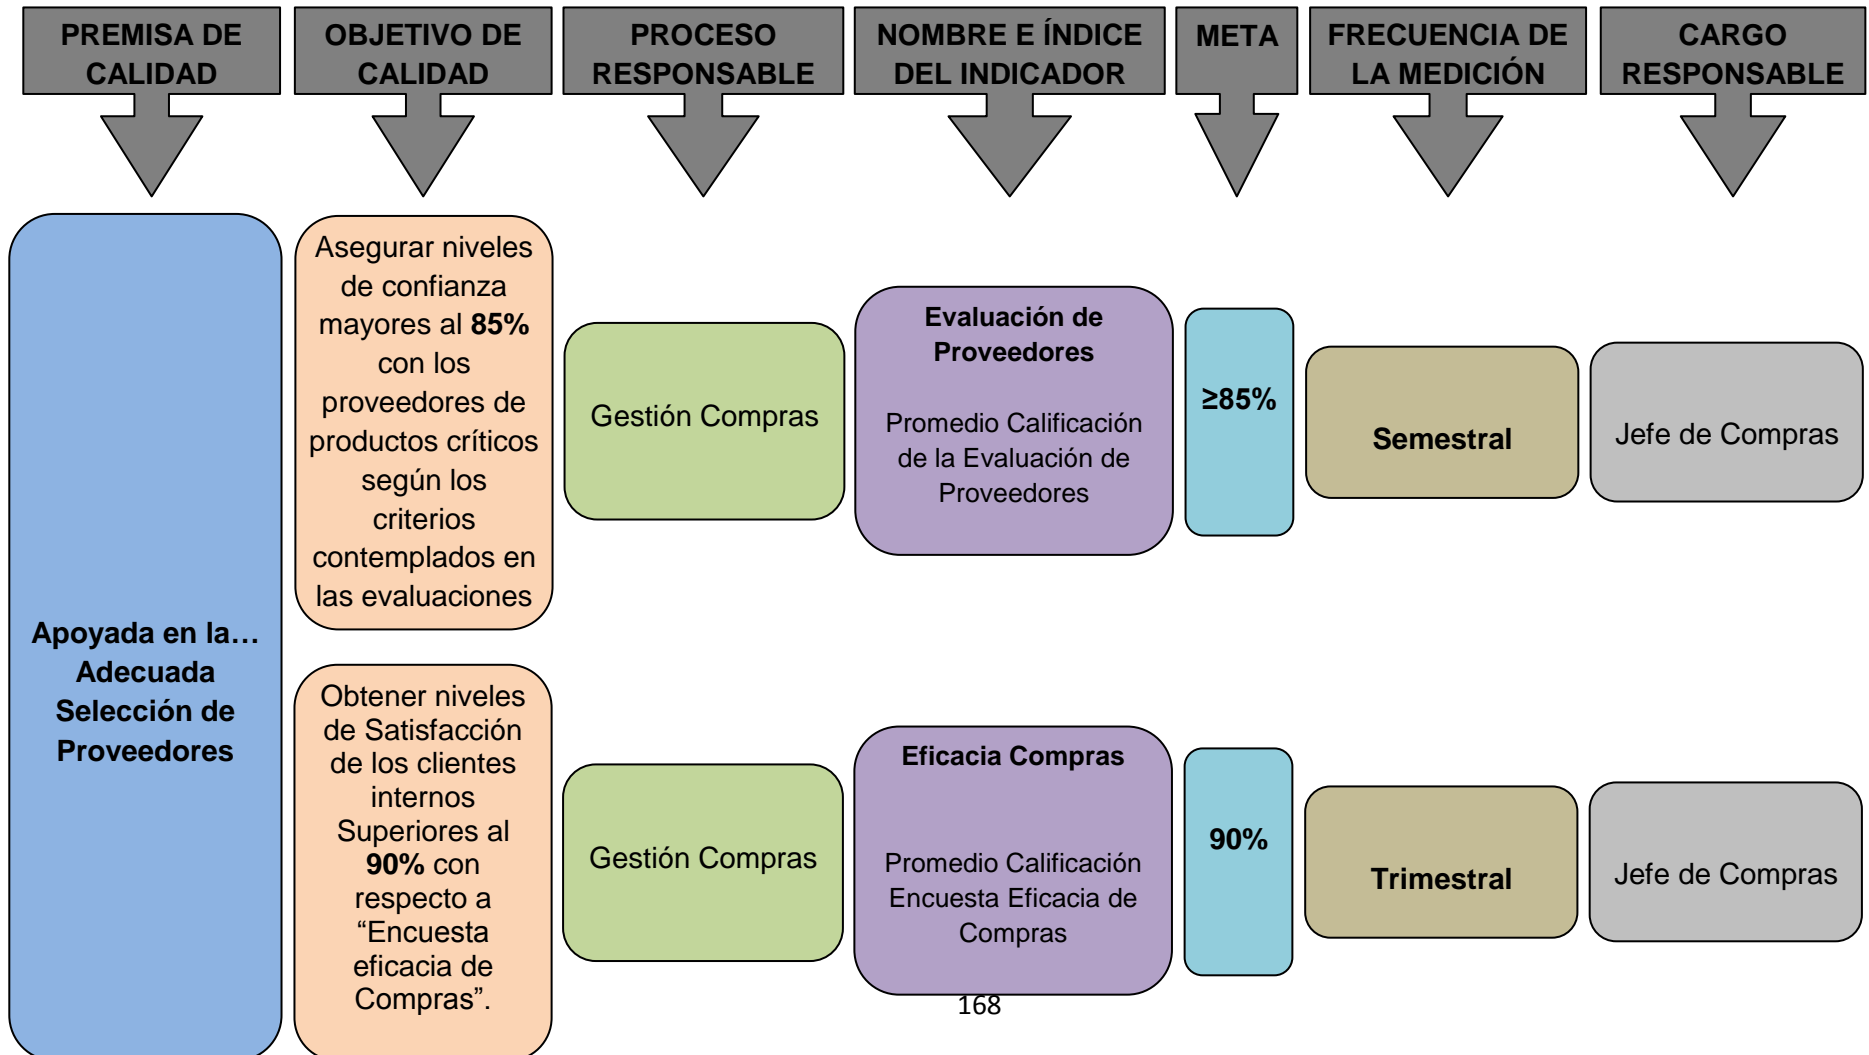 PREMISA DE
CALIDAD
OBJETIVO DE
CALIDAD
PROCESO
RESPONSABLE
NOMBRE E ÍNDICE
DEL INDICADOR
META
FRECUENCIA DE
LA MEDICIÓN
CARGO
RESPONSABLE
Apoyada en la…
Adecuada
Selección de
Proveedores
Asegurar niveles
de confianza
mayores al 85%
con los
proveedores de
productos críticos
según los
criterios
contemplados en
las evaluaciones
Gestión Compras
Evaluación de
Proveedores
Promedio Calificación
de la Evaluación de
Proveedores
≥85%
Semestral
Jefe de Compras
Obtener niveles
de Satisfacción
de los clientes
internos
Superiores al
90% con
respecto a
“Encuesta
eficacia de
Compras”.
Gestión Compras
Eficacia Compras
Promedio Calificación
Encuesta Eficacia de
Compras
90%
Trimestral
Jefe de Compras
168